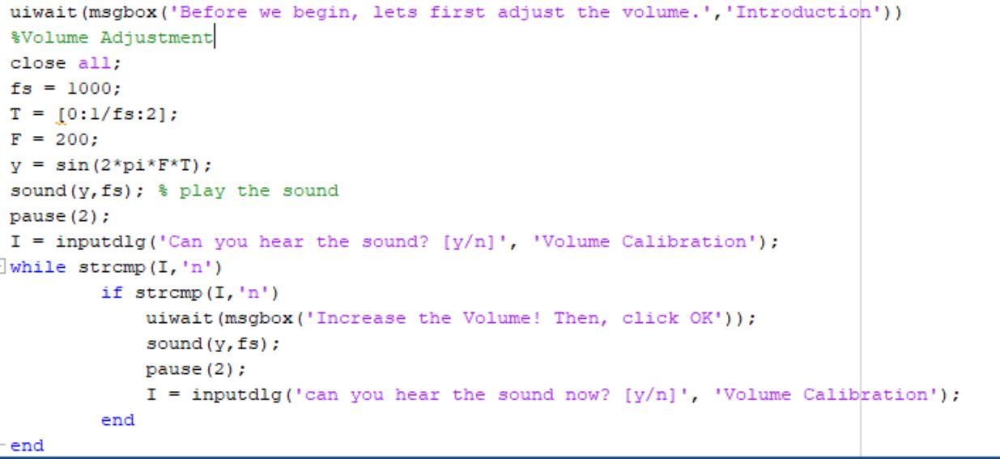 uiwait(msgbox('Before we begin, lets first adjust the volume.','Introduction'))
%Volume Adjustment
close all;
fs = 1000;
T = [0:1/fs:2];
F = 200;
y = sin(2*pi*F*T);
sound(y,fs); % play the sound
pause(2);
I = inputdlg('Can you hear the sound? [y/n]', 'Volume Calibration');
while strcmp(I,'n')
        if strcmp(I,'n')
            uiwait(msgbox('Increase the Volume! Then, click OK'));
            sound(y,fs);
            pause(2);
            I = inputdlg('can you hear the sound now? [y/n]', 'Volume Calibration');
        end
end